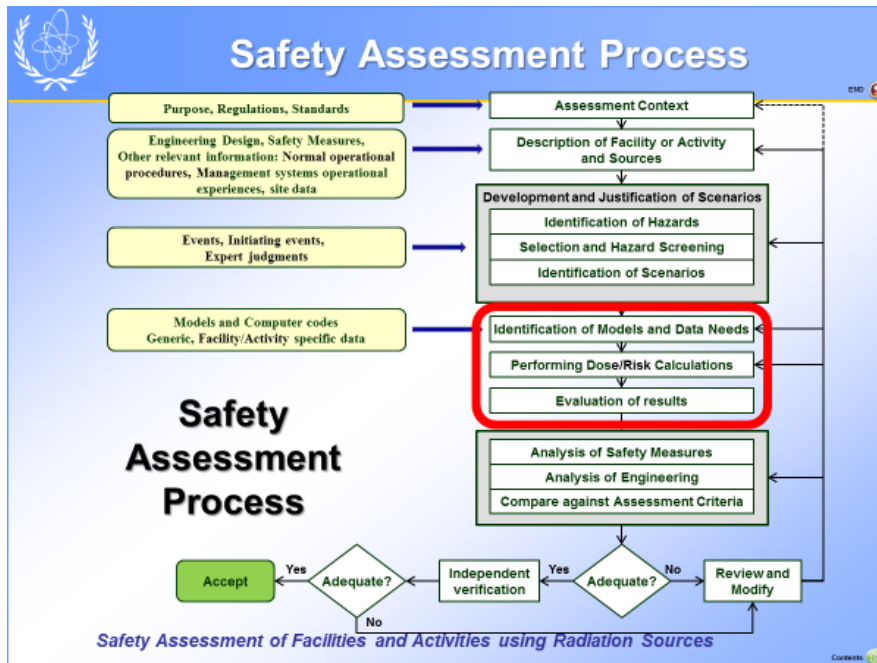 Safety Assessment Process
END
Purpose, Regulations, Standards
Assessment Context
Engineering Design, Safety Measures,
Other relevant information: Normal operational
procedures, Management systems operational
experiences, site data
Description of Facility or Activity
and Sources
Development and Justification of Scenarios
Identification of Hazards
Selection and Hazard Screening
Identification of Scenarios
Events, Initiating events,
Expert judgments
Models and Computer codes
Generic, Facility/Activity specific data
Identification of Models and Data Needs
Performing Dose/Risk Calculations
Evaluation of results
Safety
Assessment
Process
Analysis of Safety Measures
Analysis of Engineering
Compare against Assessment Criteria
Accept
Yes
Adequate?
No
Independent
verification
Yes
Adequate?
No
Review and
Modify
Safety Assessment of Facilities and Activities using Radiation Sources
Contents